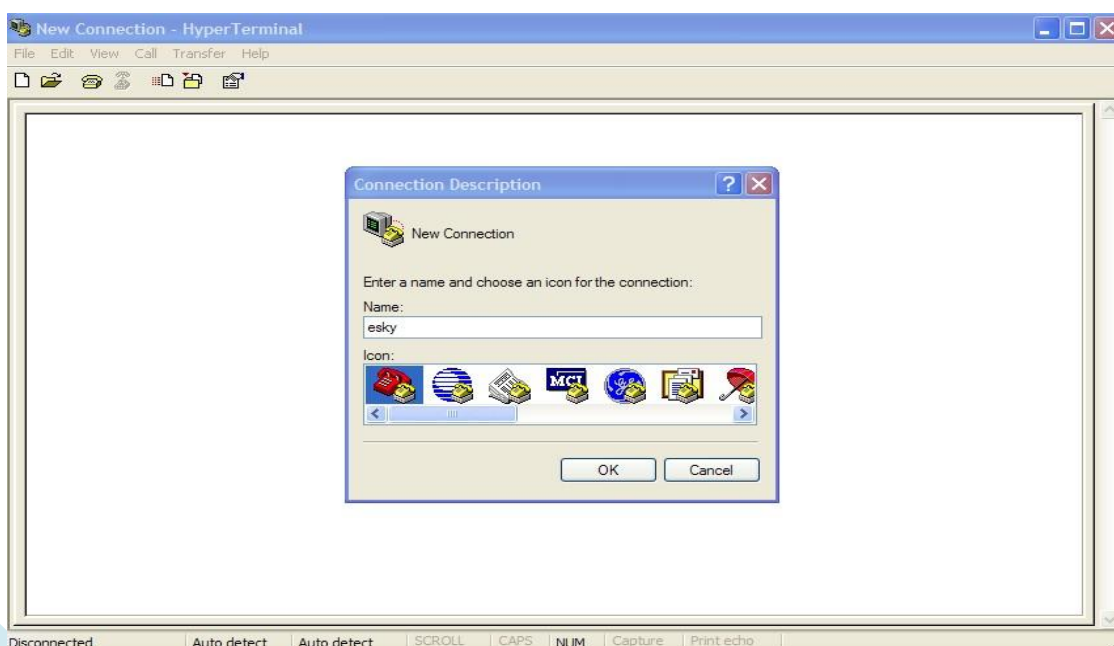 New Connection - HyperTerminal
File Edit View Call Transfer Help
Connection Description
New Connection
Enter a name and choose an icon for the connection:
Name:
esky
Icon:
MCI
OK Cancel
Disconnected Auto detect Auto detect SCROLL CAPS NUM Capture Print echo